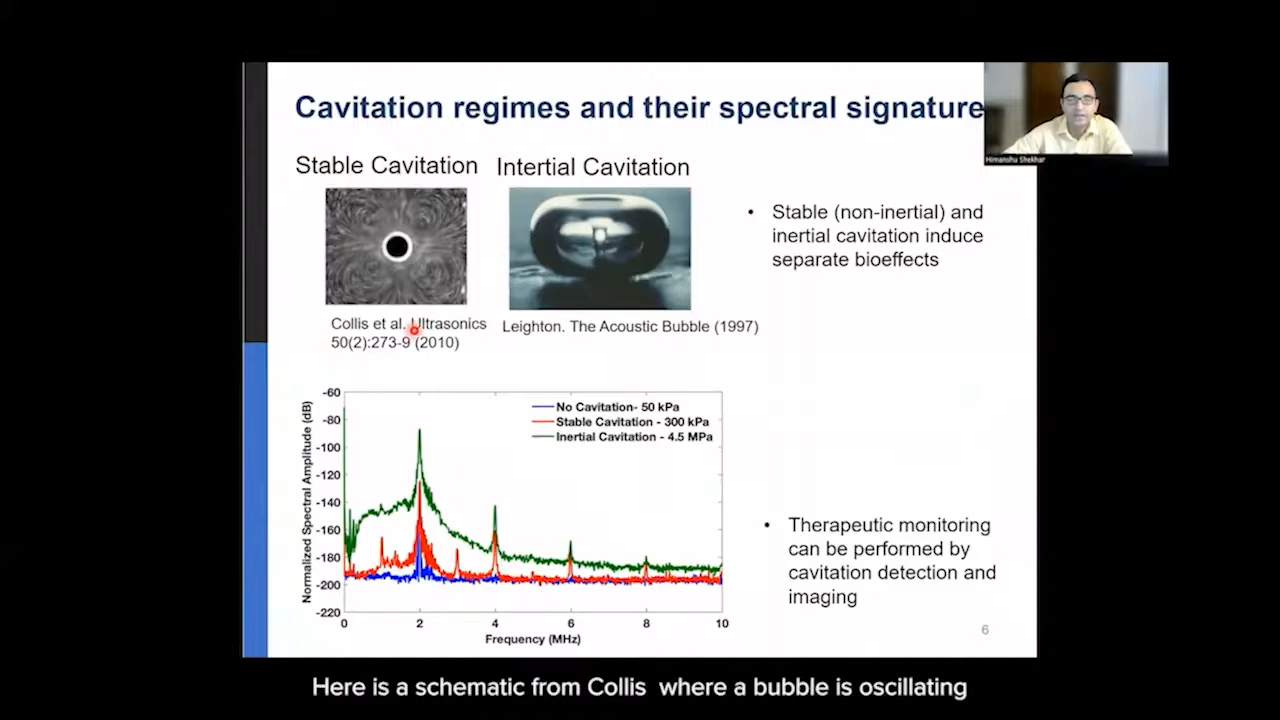 Cavitation regimes and their spectral signature
Himanshu Shekhar
Stable Cavitation
Intertial Cavitation
Collis et al. Ultrasonics
50(2):273-9 (2010)
Leighton. The Acoustic Bubble (1997)
• Stable (non-inertial) and
inertial cavitation induce
separate bioeffects
Normalized Spectral Amplitude (dB)
-60
-80
-100
-120
-140
-160
-180
-200
-220
No Cavitation- 50 kPa
Stable Cavitation - 300 kPa
Inertial Cavitation - 4.5 MPa
0 2 4 6 8 10
Frequency (MHz)
• Therapeutic monitoring
can be performed by
cavitation detection and
imaging
6
Here is a schematic from Collis where a bubble is oscillating